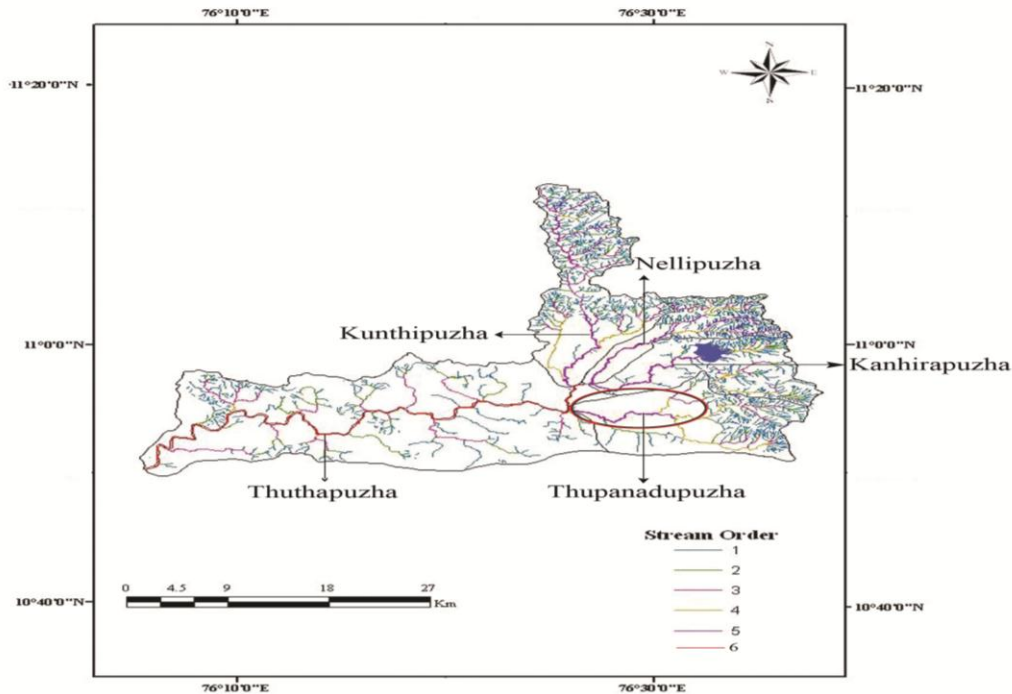 76°10'0"E 76°30'0"E
N
W E
N
11°20'0"N 11°20'0"N
Nellipuzha
Kunthipuzha
11°0'0"N 11°0'0"N
Kanhirapuzha
Thuthapuzha Thupanadupuzha
Stream Order
1
2
3
4
5
6
0 4.5 9 18 27
Km
10°40'0"N 10°40'0"N
76°10'0"E 76°30'0"E